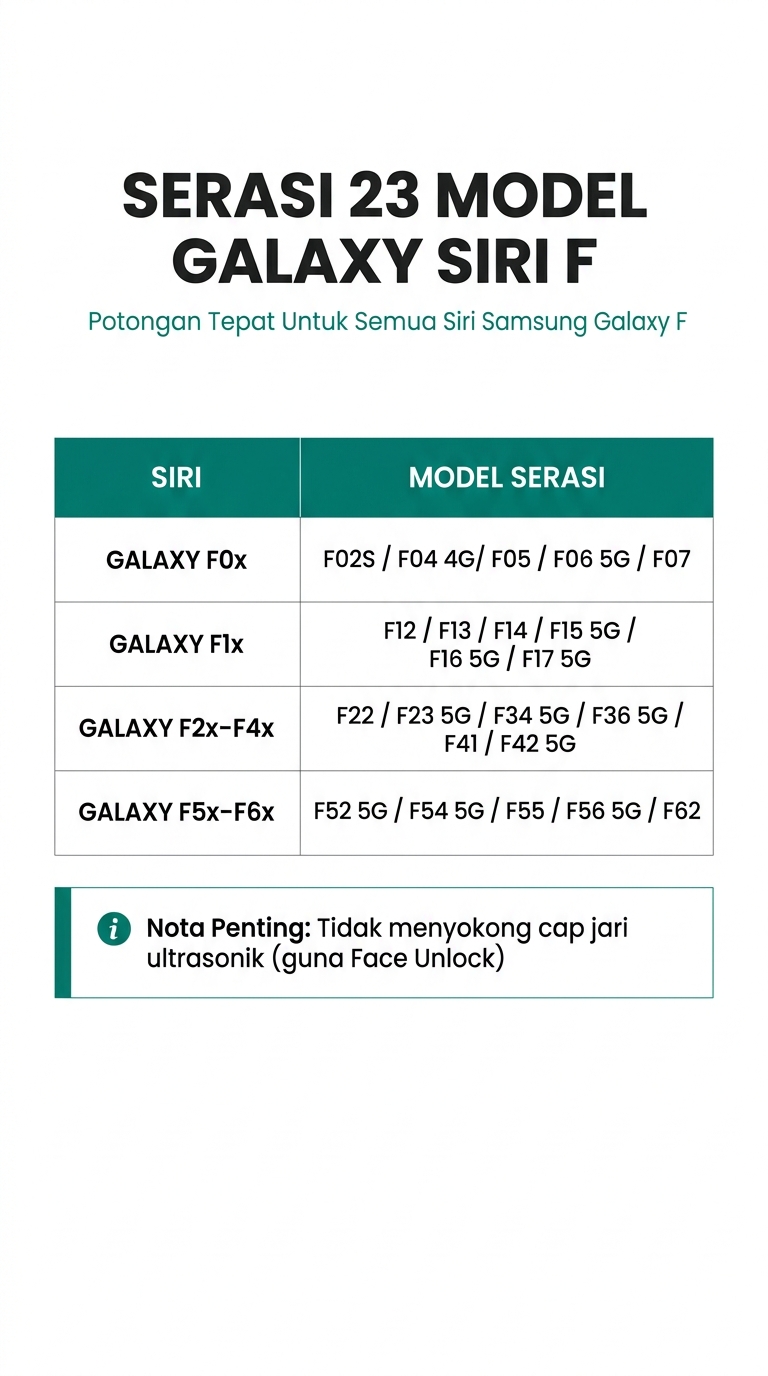 SERASI 23 MODEL
GALAXY SIRI F
Potongan Tepat Untuk Semua Siri Samsung Galaxy F
SIRI
MODEL SERASI
GALAXY F0x
F02S / F04 4G/ F05 / F06 5G / F07
GALAXY F1x
F12 / F13 / F14 / F15 5G /
F16 5G / F17 5G
GALAXY F2x–F4x
F22 / F23 5G / F34 5G / F36 5G /
F41 / F42 5G
GALAXY F5x–F6x
F52 5G / F54 5G / F55 / F56 5G / F62
Nota Penting: Tidak menyokong cap jari
ultrasonik (guna Face Unlock)